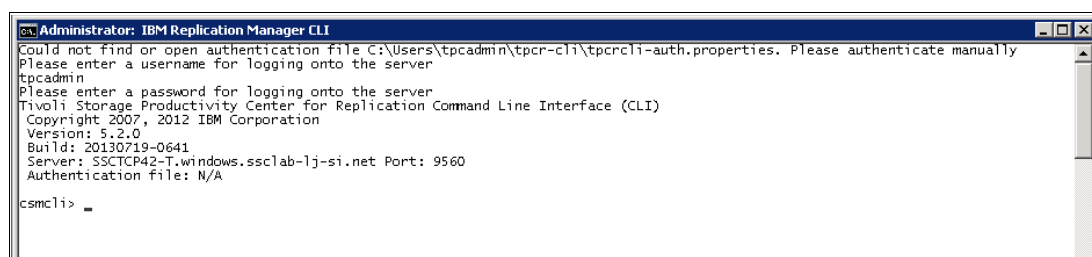 Administrator: IBM Replication Manager CLI
Could not find or open authentication file C:\Users\tpcadmin\tpcr-cli\tpcrcli-auth.properties. Please authenticate manually
Please enter a username for logging onto the server
tpcadmin
Please enter a password for logging onto the server
Tivoli Storage Productivity Center for Replication Command Line Interface (CLI)
Copyright 2007, 2012 IBM Corporation
Version: 5.2.0
Build: 20130719-0641
Server: SSCTCP42-T.windows.ssclab-lj-si.net Port: 9560
Authentication file: N/A
csmcli> _